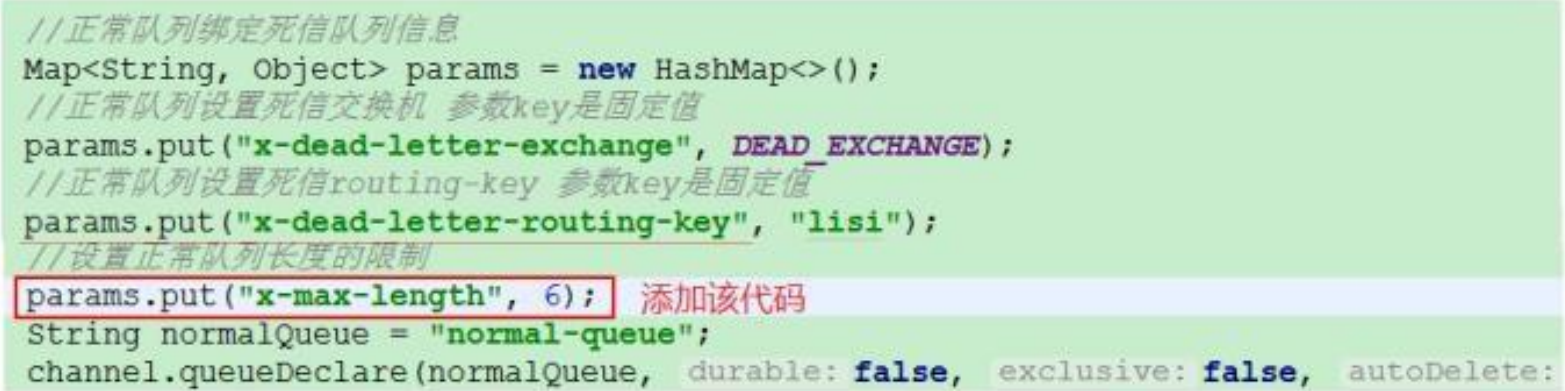 //正常队列绑定死信队列信息
Map<String, Object> params = new HashMap<>();
//正常队列设置死信交换机 参数key是固定值
params.put("x-dead-letter-exchange", DEAD_EXCHANGE);
//正常队列设置死信routing-key 参数key是固定值
params.put("x-dead-letter-routing-key", "lisi");
//设置正常队列长度的限制
params.put("x-max-length", 6); 添加该代码
String normalQueue = "normal-queue";
channel.queueDeclare(normalQueue, durable: false, exclusive: false, autoDelete: